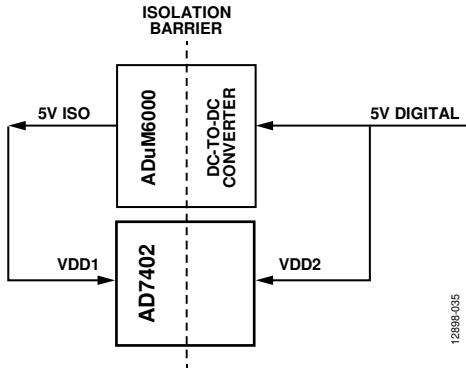 ISOLATION
BARRIER
5V ISO
ADuM6000
DC-TO-DC
CONVERTER
5V DIGITAL
VDD1
AD7402
VDD2
12898-035